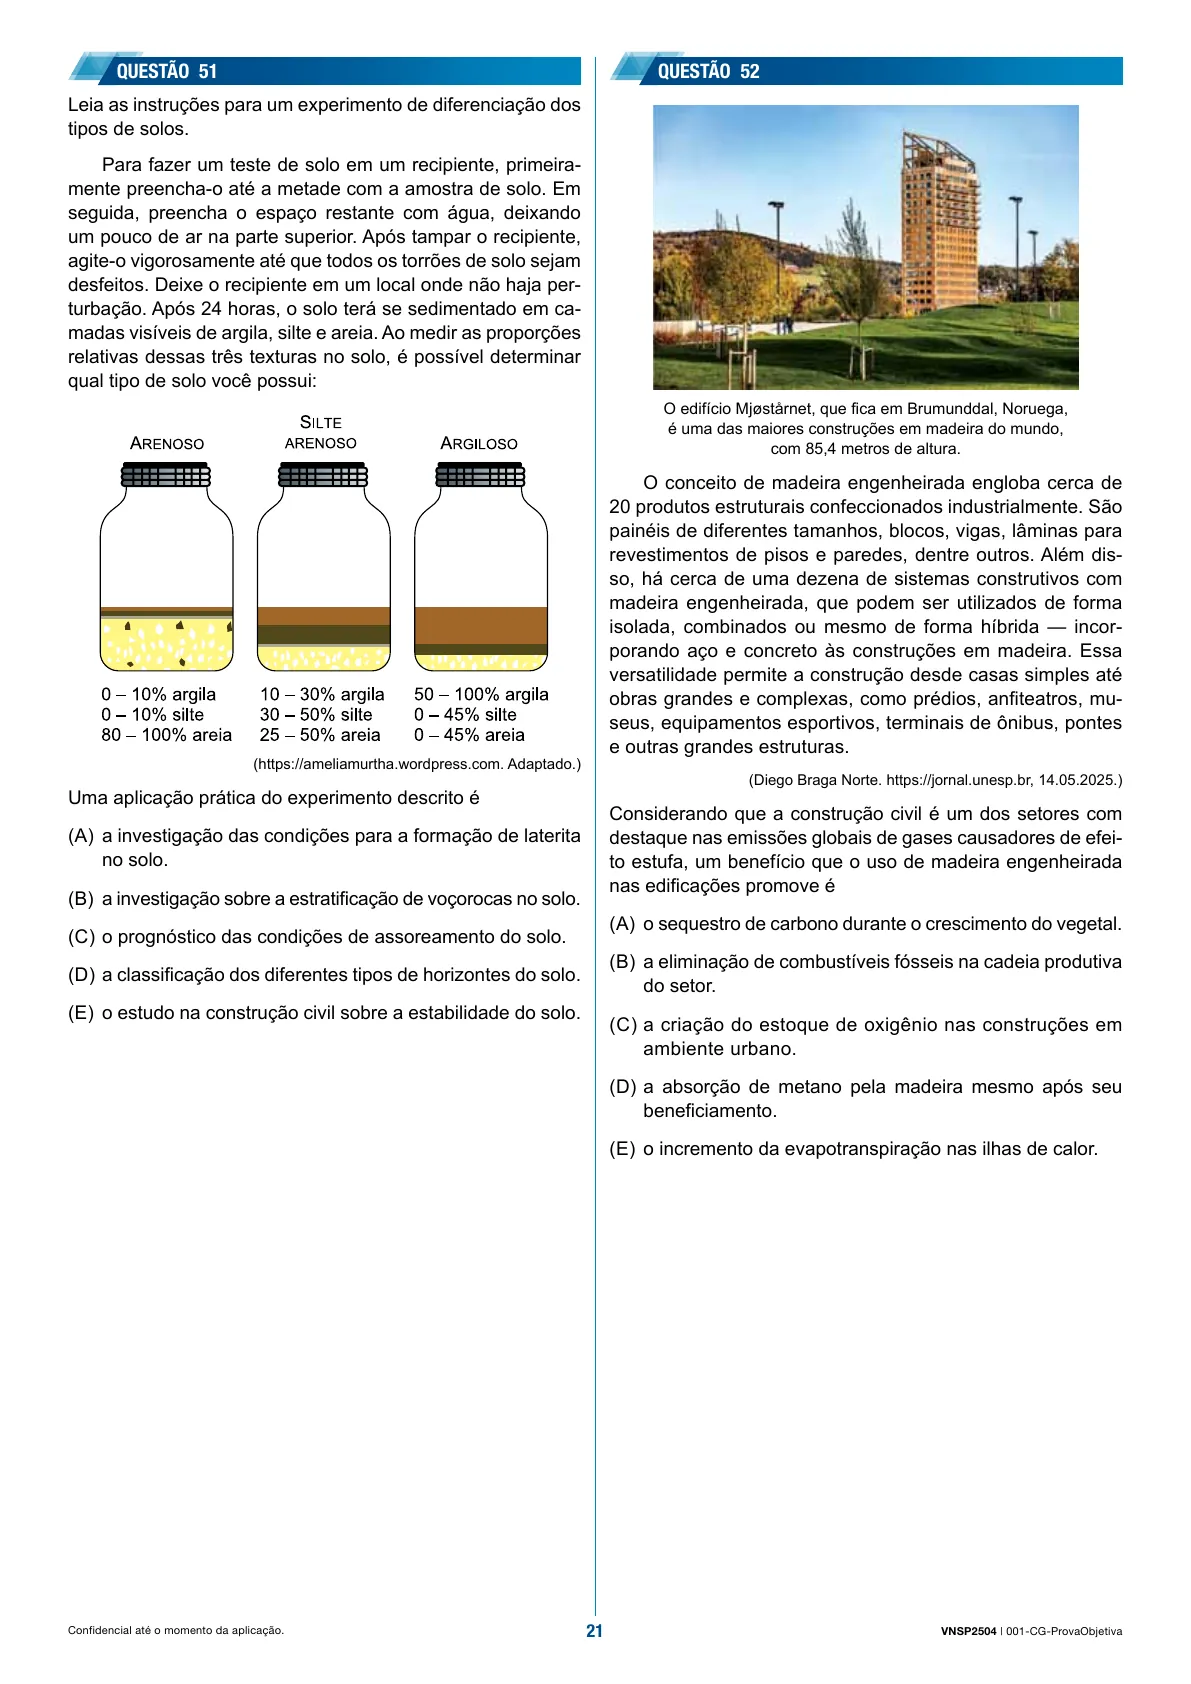 QUESTÃO 51
Leia as instruções para um experimento de diferenciação dos
tipos de solos.
Para fazer um teste de solo em um recipiente, primeira-
mente preencha-o até a metade com a amostra de solo. Em
seguida, preencha o espaço restante com água, deixando
um pouco de ar na parte superior. Após tampar o recipiente,
agite-o vigorosamente até que todos os torrões de solo sejam
desfeitos. Deixe o recipiente em um local onde não haja per-
turbação. Após 24 horas, o solo terá se sedimentado em ca-
madas visíveis de argila, silte e areia. Ao medir as proporções
relativas dessas três texturas no solo, é possível determinar
qual tipo de solo você possui:
ARENOSO
SILTE
ARENOSO
ARGILOSO
0 – 10% argila
0 – 10% silte
80 – 100% areia
10 – 30% argila
30 – 50% silte
25 – 50% areia
50 – 100% argila
0 – 45% silte
0 – 45% areia
(https://ameliamurtha.wordpress.com. Adaptado.)
Uma aplicação prática do experimento descrito é
(A) a investigação das condições para a formação de laterita
no solo.
(B) a investigação sobre a estratificação de voçorocas no solo.
(C) o prognóstico das condições de assoreamento do solo.
(D) a classificação dos diferentes tipos de horizontes do solo.
(E) o estudo na construção civil sobre a estabilidade do solo.
QUESTÃO 52
O edifício Mjøstårnet, que fica em Brumunddal, Noruega,
é uma das maiores construções em madeira do mundo,
com 85,4 metros de altura.
O conceito de madeira engenheirada engloba cerca de
20 produtos estruturais confeccionados industrialmente. São
painéis de diferentes tamanhos, blocos, vigas, lâminas para
revestimentos de pisos e paredes, dentre outros. Além dis-
so, há cerca de uma dezena de sistemas construtivos com
madeira engenheirada, que podem ser utilizados de forma
isolada, combinados ou mesmo de forma híbrida — incor-
porando aço e concreto às construções em madeira. Essa
versatilidade permite a construção desde casas simples até
obras grandes e complexas, como prédios, anfiteatros, mu-
seus, equipamentos esportivos, terminais de ônibus, pontes
e outras grandes estruturas.
(Diego Braga Norte. https://jornal.unesp.br, 14.05.2025.)
Considerando que a construção civil é um dos setores com
destaque nas emissões globais de gases causadores de efei-
to estufa, um benefício que o uso de madeira engenheirada
nas edificações promove é
(A) o sequestro de carbono durante o crescimento do vegetal.
(B) a eliminação de combustíveis fósseis na cadeia produtiva
do setor.
(C) a criação do estoque de oxigênio nas construções em
ambiente urbano.
(D) a absorção de metano pela madeira mesmo após seu
beneficiamento.
(E) o incremento da evapotranspiração nas ilhas de calor.
Confidencial até o momento da aplicação.
21
VNSP2504 | 001-CG-ProvaObjetiva